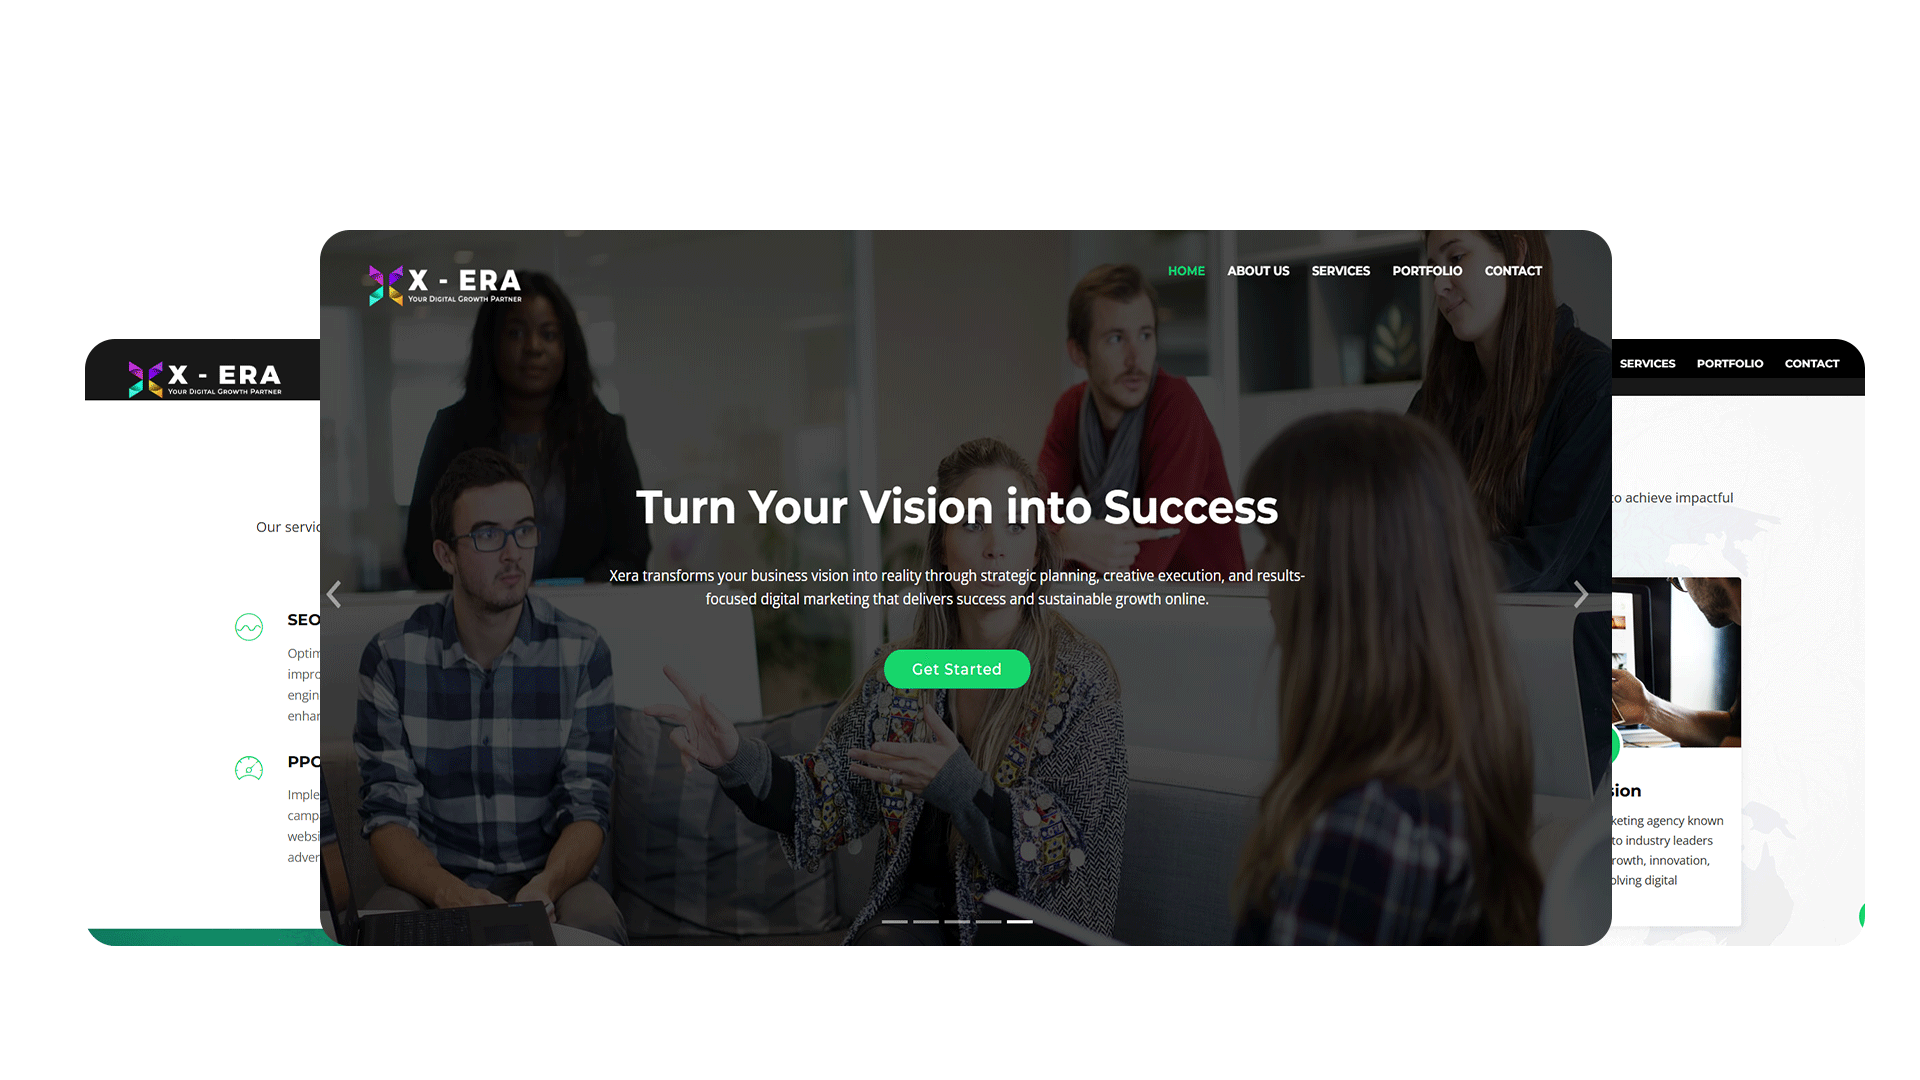 X - ERA
YOUR DIGITAL GROWTH PARTNER
HOME ABOUT US SERVICES PORTFOLIO CONTACT
Turn Your Vision into Success
Xera transforms your business vision into reality through strategic planning, creative execution, and results-
focused digital marketing that delivers success and sustainable growth online.
Get Started
X - ERA
YOUR DIGITAL GROWTH PARTNER
Our servic
SEO
Optim
impro
engin
enhan
PPC
Imple
camp
websi
adver
SERVICES PORTFOLIO CONTACT
to achieve impactful
sion
keting agency known
to industry leaders
rowth, innovation,
olving digital